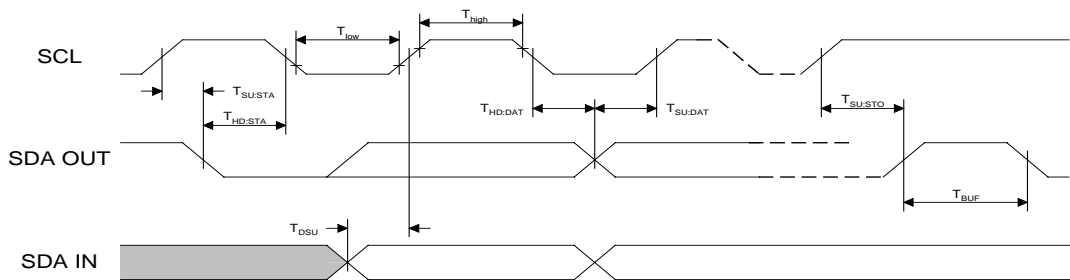 T_high
T_low
SCL
T_SU:STA
T_HD:DAT
T_SU:DAT
T_SU:STO
T_HD:STA
SDA OUT
T_BUF
T_DSU
SDA IN